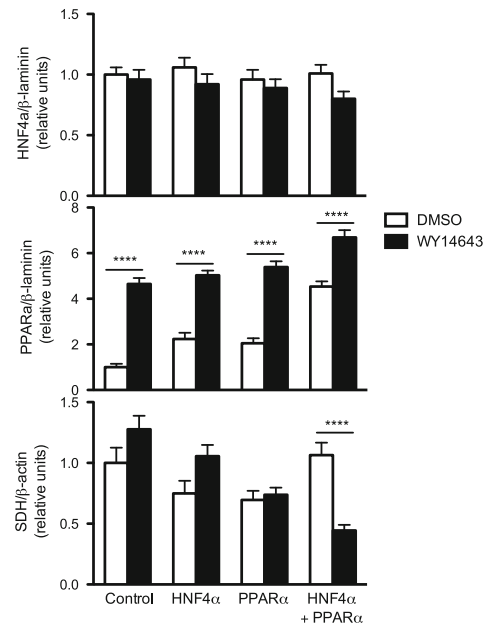 HNF4a/β-laminin
(relative units)
1.5
1.0
0.5
0.0
PPARa/β-laminin
(relative units)
8
6
4
2
0
****
****
****
****
DMSO
WY14643
SDH/β-actin
(relative units)
1.5
1.0
0.5
0.0
****
Control
HNF4α
PPARα
HNF4α
+ PPARα